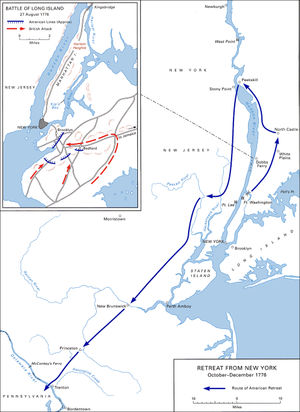 BATTLE OF LONG ISLAND
27 August 1776
American Lines (Approx)
British Attack
Miles
Kingsbridge
Harlem Heights
MANHATTAN
NEW JERSEY
NEW YORK
Brooklyn
Bedford
Newburgh
West Point
NEW YORK
Peekskill
Stony Point
North Castle
White Plains
Dobbs Ferry
NEW JERSEY
Ft. Lee
Ft. Washington
NEW YORK
Brooklyn
LONG ISLAND
STATEN ISLAND
Morristown
Perth Amboy
New Brunswick
Princeton
McConkey's Ferry
Trenton
PENNSYLVANIA
Bordentown
RETREAT FROM NEW YORK
October-December 1776
Route of American Retreat
Miles